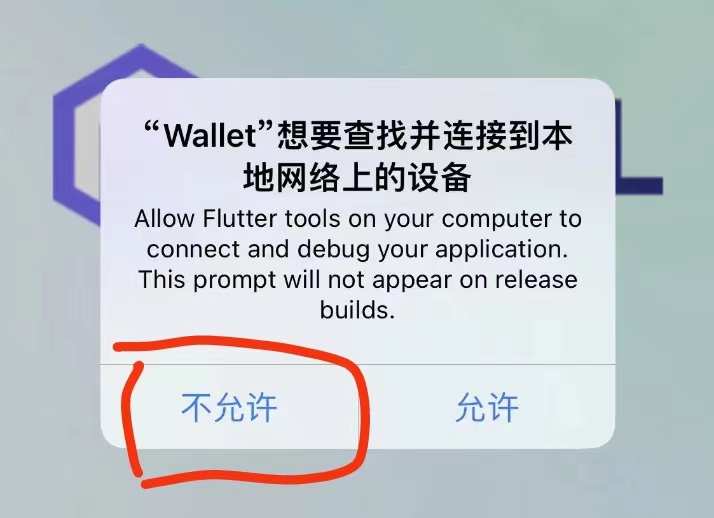 “Wallet”想要查找并连接到本
地网络上的设备
Allow Flutter tools on your computer to
connect and debug your application.
This prompt will not appear on release
builds.
不允许
允许